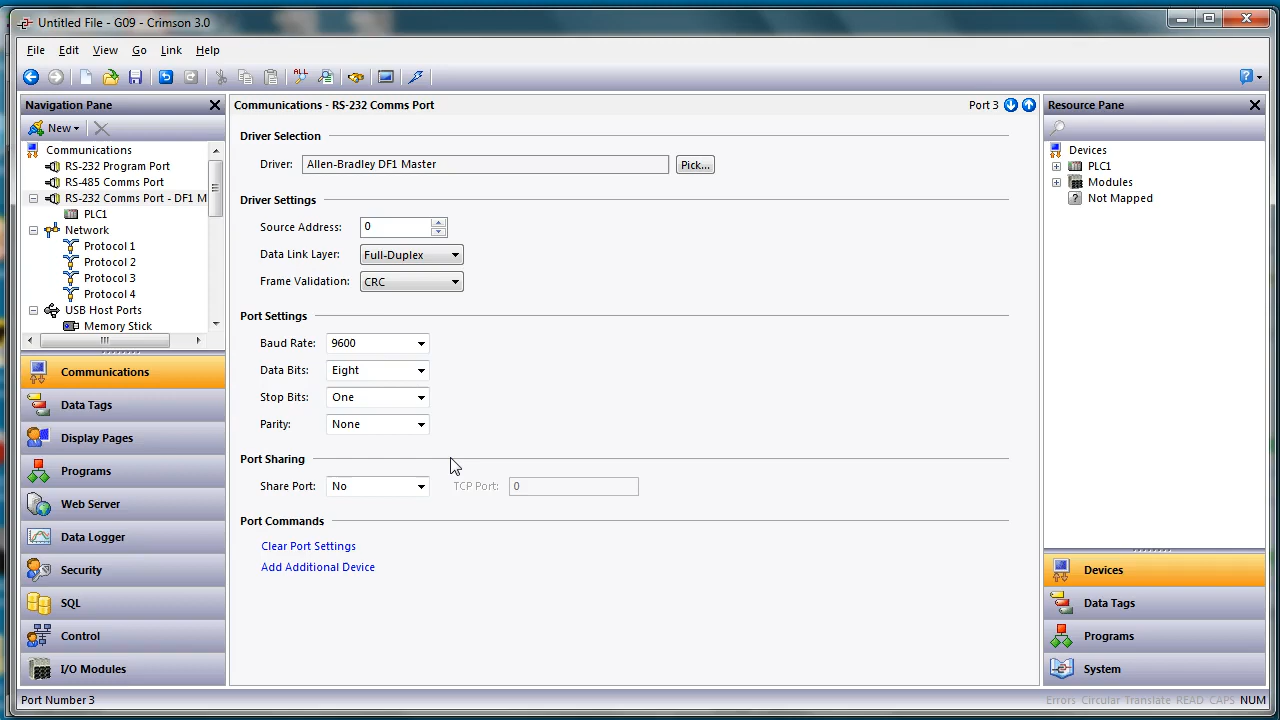 Untitled File - G09 - Crimson 3.0
File Edit View Go Link Help
Navigation Pane
New
Communications
RS-232 Program Port
RS-485 Comms Port
RS-232 Comms Port - DF1 M
PLC1
Network
Protocol 1
Protocol 2
Protocol 3
Protocol 4
USB Host Ports
Memory Stick
Communications
Data Tags
Display Pages
Programs
Web Server
Data Logger
Security
SQL
Control
I/O Modules
Communications - RS-232 Comms Port
Port 3
Driver Selection
Driver: Allen-Bradley DF1 Master Pick...
Driver Settings
Source Address: 0
Data Link Layer: Full-Duplex
Frame Validation: CRC
Port Settings
Baud Rate: 9600
Data Bits: Eight
Stop Bits: One
Parity: None
Port Sharing
Share Port: No TCP Port: 0
Port Commands
Clear Port Settings
Add Additional Device
Resource Pane
Devices
PLC1
Modules
Not Mapped
Devices
Data Tags
Programs
System
Port Number 3
Errors Circular Translate READ CAPS NUM